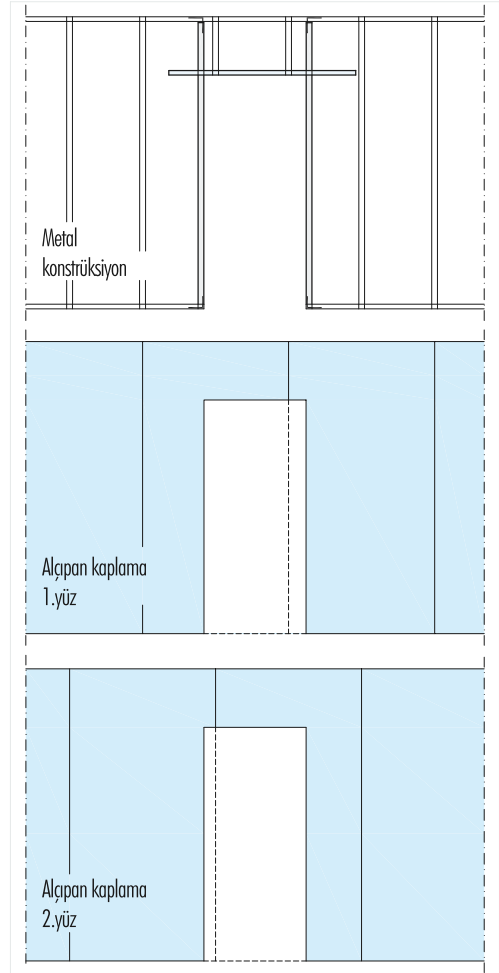 Metal
konstrüksiyon
Alçıpan kaplama
1.yüz
Alçıpan kaplama
2.yüz